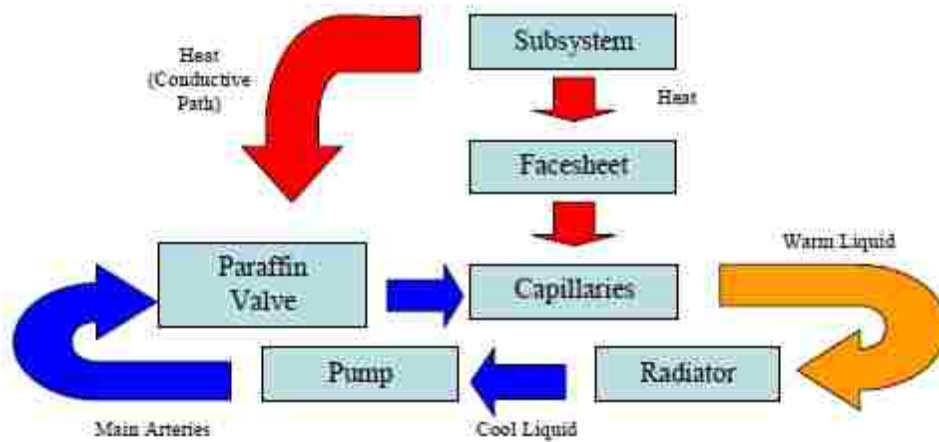 Subsystem
Heat
(Conductive
Path)
Heat
Facesheet
Warm Liquid
Paraffin
Valve
Capillaries
Pump
Radiator
Main Arteries
Cool Liquid